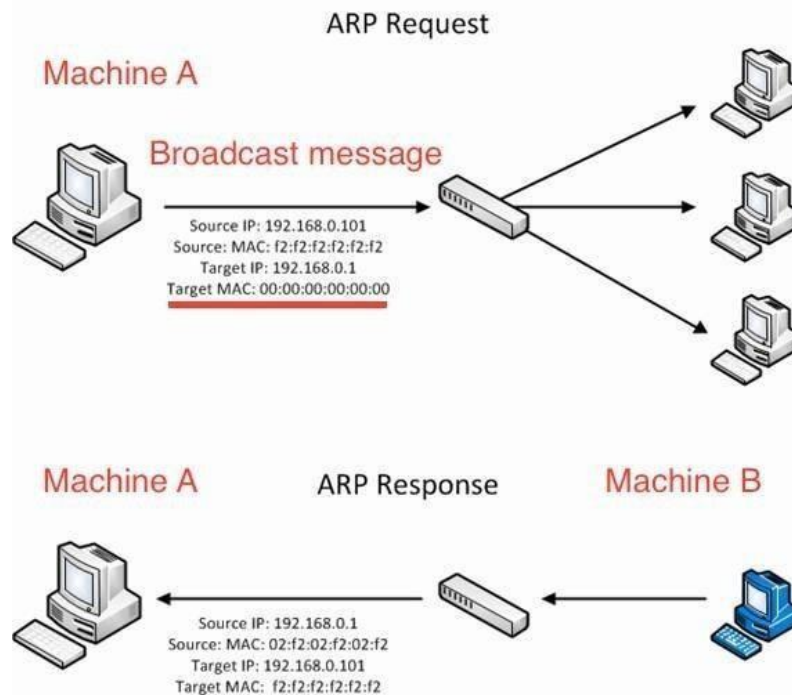 ARP Request
Machine A
Broadcast message
Source IP: 192.168.0.101
Source: MAC: f2:f2:f2:f2:f2:f2
Target IP: 192.168.0.1
Target MAC: 00:00:00:00:00:00
Machine A
ARP Response
Machine B
Source IP: 192.168.0.1
Source: MAC: 02:f2:02:f2:02:f2
Target IP: 192.168.0.101
Target MAC: f2:f2:f2:f2:f2:f2